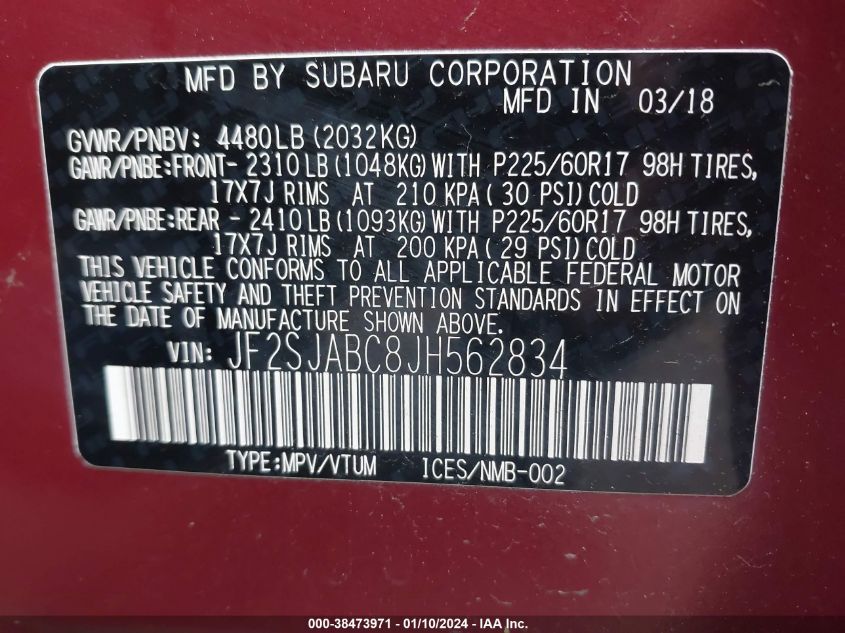 MFD BY SUBARU CORPORATION
MFD IN 03/18
GVWR/PNBV: 4480LB (2032KG)
GAWR/PNBE:FRONT- 2310LB (1048KG) WITH P225/60R17 98H TIRES,
17X7J RIMS AT 210 KPA ( 30 PSI) COLD
GAWR/PNBE:REAR - 2410LB (1093KG) WITH P225/60R17 98H TIRES,
17X7J RIMS AT 200 KPA ( 29 PSI) COLD
THIS VEHICLE CONFORMS TO ALL APPLICABLE FEDERAL MOTOR
VEHICLE SAFETY AND THEFT PREVENTION STANDARDS IN EFFECT ON
THE DATE OF MANUFACTURE SHOWN ABOVE.
VIN: JF2SJABC8JH562834
TYPE:MPV/VTUM ICES/NMB-002
000-38473971 - 01/10/2024 - IAA Inc.